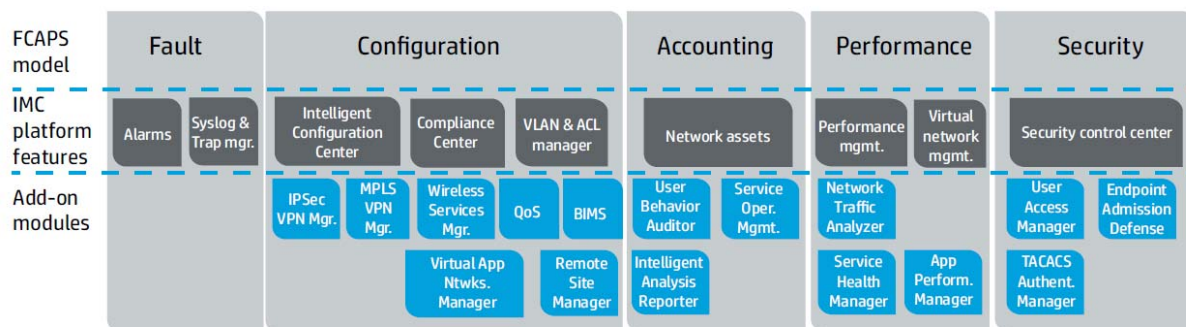 FCAPS
model
Fault
Configuration
Accounting
Performance
Security
IMC
platform
features
Alarms
Syslog &
Trap mgr.
Intelligent
Configuration
Center
Compliance
Center
VLAN & ACL
manager
Network assets
Performance
mgmt.
Virtual
network
mgmt.
Security control center
Add-on
modules
IPSec
VPN Mgr.
MPLS
VPN
Mgr.
Wireless
Services
Mgr.
QoS
BIMS
User
Behavior
Auditor
Service
Oper.
Mgmt.
Network
Traffic
Analyzer
User
Access
Manager
Endpoint
Admission
Defense
Virtual App
Ntwks.
Manager
Remote
Site
Manager
Intelligent
Analysis
Reporter
Service
Health
Manager
App
Perform.
Manager
TACACS
Authent.
Manager